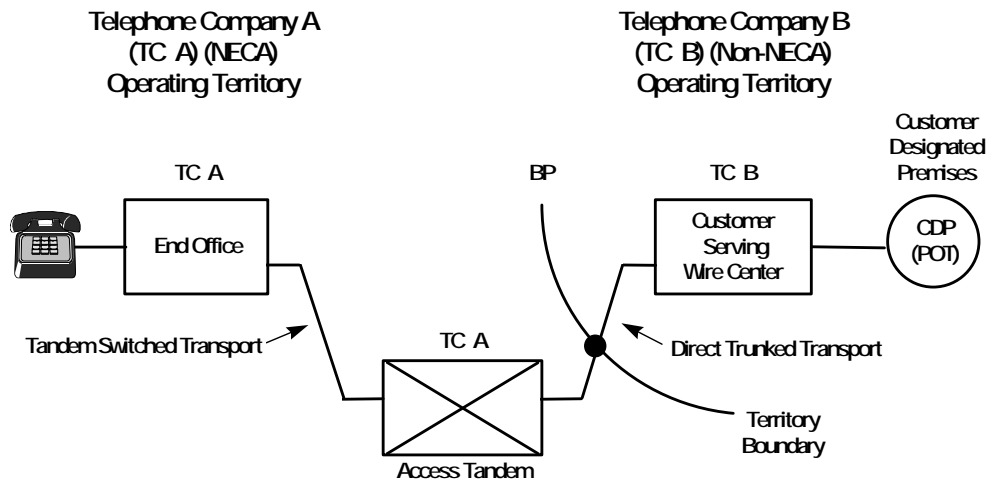 Telephone Company A
(TC A) (NECA)
Operating Territory
Telephone Company B
(TC B) (Non-NECA)
Operating Territory
Customer
Designated
Premises
TC A
BP
TC B
End Office
Customer
Serving
Wire Center
CDP
(POT)
Tandem Switched Transport
TC A
Direct Trunked Transport
Territory
Boundary
Access Tandem